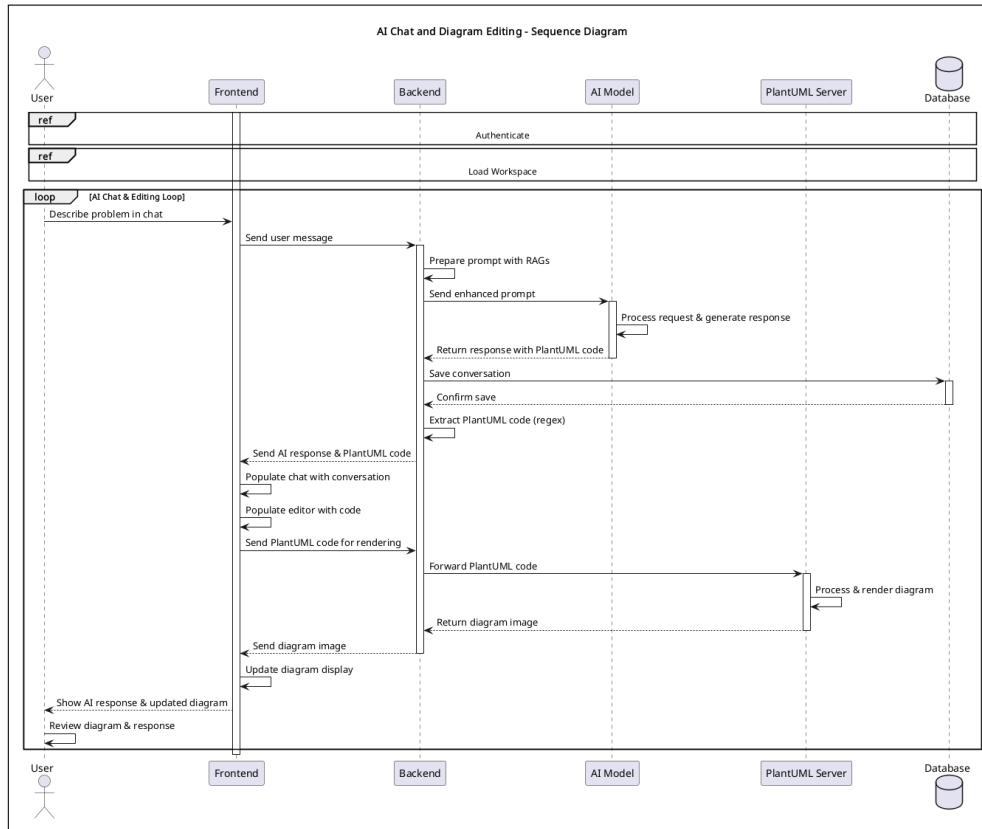 AI Chat and Diagram Editing - Sequence Diagram
User
Frontend
Backend
AI Model
PlantUML Server
Database
ref
Authenticate
ref
Load Workspace
loop [AI Chat & Editing Loop]
Describe problem in chat
Send user message
Prepare prompt with RAGs
Send enhanced prompt
Process request & generate response
Return response with PlantUML code
Save conversation
Confirm save
Extract PlantUML code (regex)
Send AI response & PlantUML code
Populate chat with conversation
Populate editor with code
Send PlantUML code for rendering
Forward PlantUML code
Process & render diagram
Return diagram image
Send diagram image
Update diagram display
Show AI response & updated diagram
Review diagram & response
User
Frontend
Backend
AI Model
PlantUML Server
Database